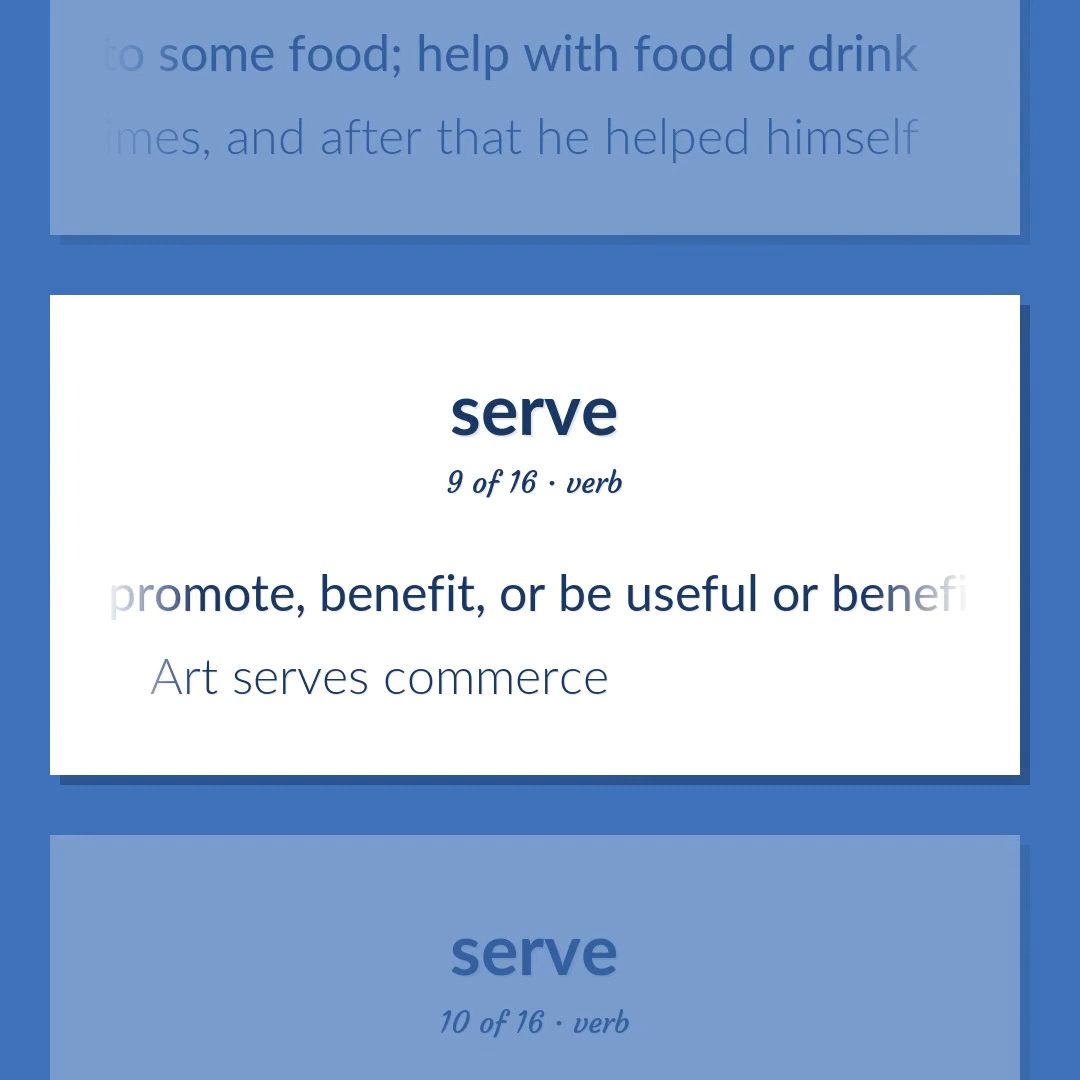 to some food; help with food or drink
imes, and after that he helped himself
serve
9 of 16 · verb
promote, benefit, or be useful or benefi
Art serves commerce
serve
10 of 16 · verb